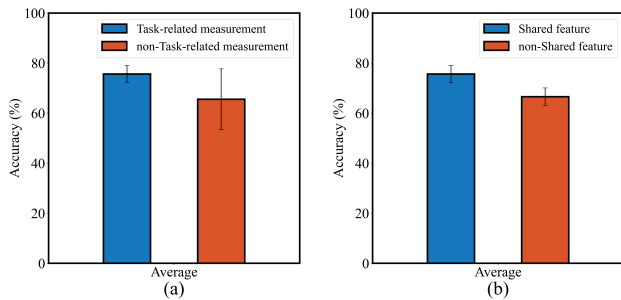 100
80
60
40
20
0
Accuracy (%)
Task-related measurement
non-Task-related measurement
Average
(a)
100
80
60
40
20
0
Accuracy (%)
Shared feature
non-Shared feature
Average
(b)